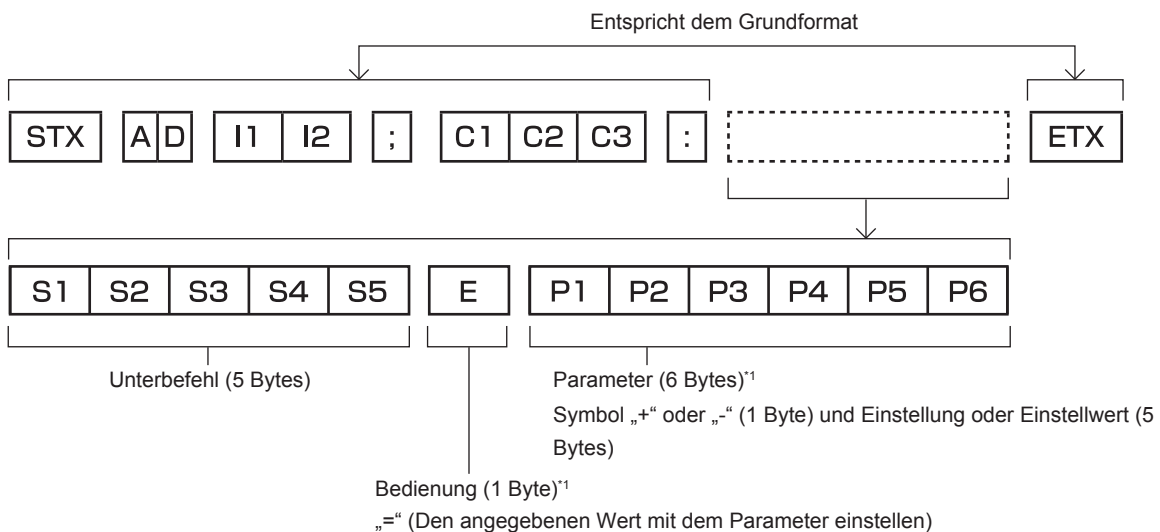 Entspricht dem Grundformat
STX A D I1 I2 ; C1 C2 C3 : ETX
S1 S2 S3 S4 S5 E P1 P2 P3 P4 P5 P6
Unterbefehl (5 Bytes)
Parameter (6 Bytes)*1
Symbol „+“ oder „-“ (1 Byte) und Einstellung oder Einstellwert (5
Bytes)
Bedienung (1 Byte)*1
„=“ (Den angegebenen Wert mit dem Parameter einstellen)